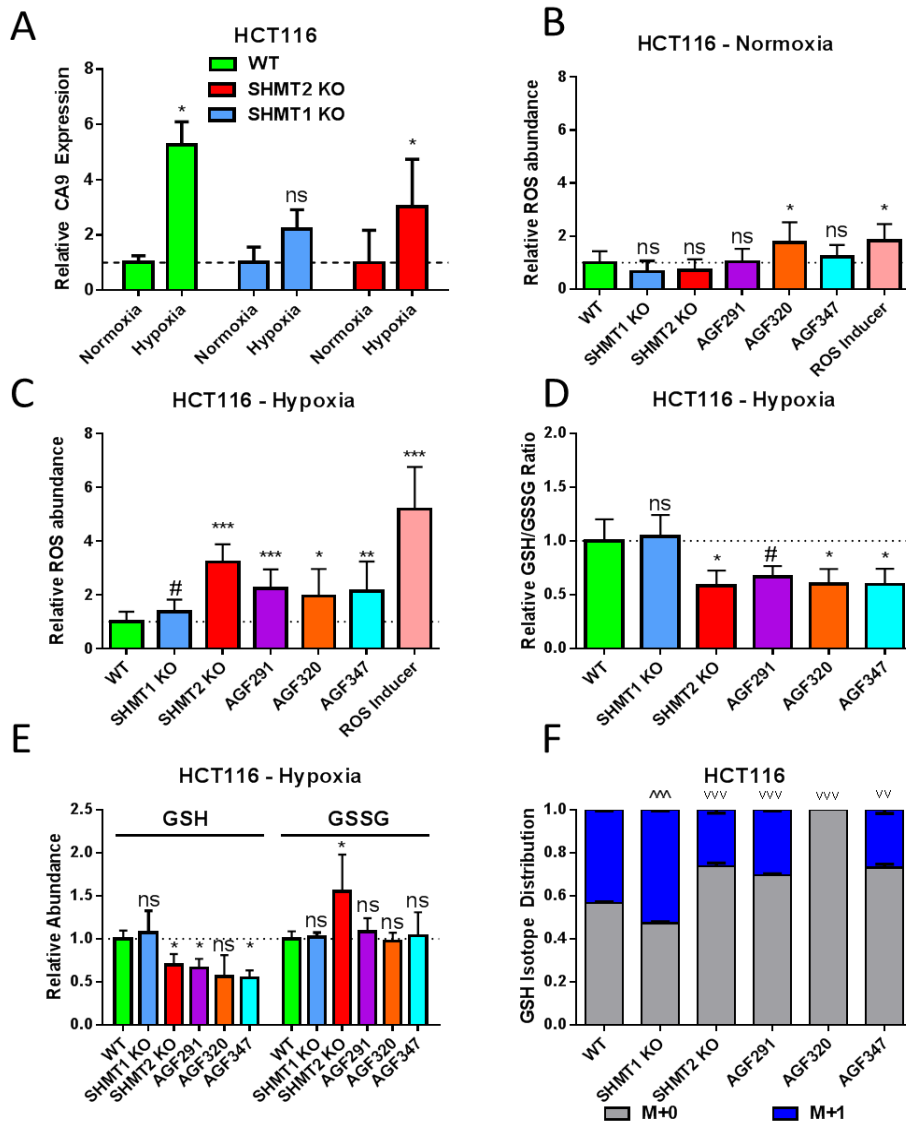 A
HCT116
WT
SHMT2 KO
SHMT1 KO
Relative CA9 Expression
8
6
4
2
0
*
ns
*
Normoxia
Hypoxia
Normoxia
Hypoxia
Normoxia
Hypoxia
B
HCT116 - Normoxia
Relative ROS abundance
8
6
4
2
0
ns
ns
ns
*
ns
*
WT
SHMT1 KO
SHMT2 KO
AGF291
AGF320
AGF347
ROS Inducer
C
HCT116 - Hypoxia
Relative ROS abundance
8
6
4
2
0
#
***
***
*
**
***
WT
SHMT1 KO
SHMT2 KO
AGF291
AGF320
AGF347
ROS Inducer
D
HCT116 - Hypoxia
Relative GSH/GSSG Ratio
2.0
1.5
1.0
0.5
0.0
ns
*
#
*
*
WT
SHMT1 KO
SHMT2 KO
AGF291
AGF320
AGF347
E
HCT116 - Hypoxia
Relative Abundance
2.5
2.0
1.5
1.0
0.5
0.0
GSH
GSSG
ns
*
*
ns
*
ns
*
ns
ns
ns
WT
SHMT1 KO
SHMT2 KO
AGF291
AGF320
AGF347
WT
SHMT1 KO
SHMT2 KO
AGF291
AGF320
AGF347
F
HCT116
GSH Isotope Distribution
1.0
0.8
0.6
0.4
0.2
0.0
^^^
vvv
vvv
vvv
vv
WT
SHMT1 KO
SHMT2 KO
AGF291
AGF320
AGF347
M+0
M+1